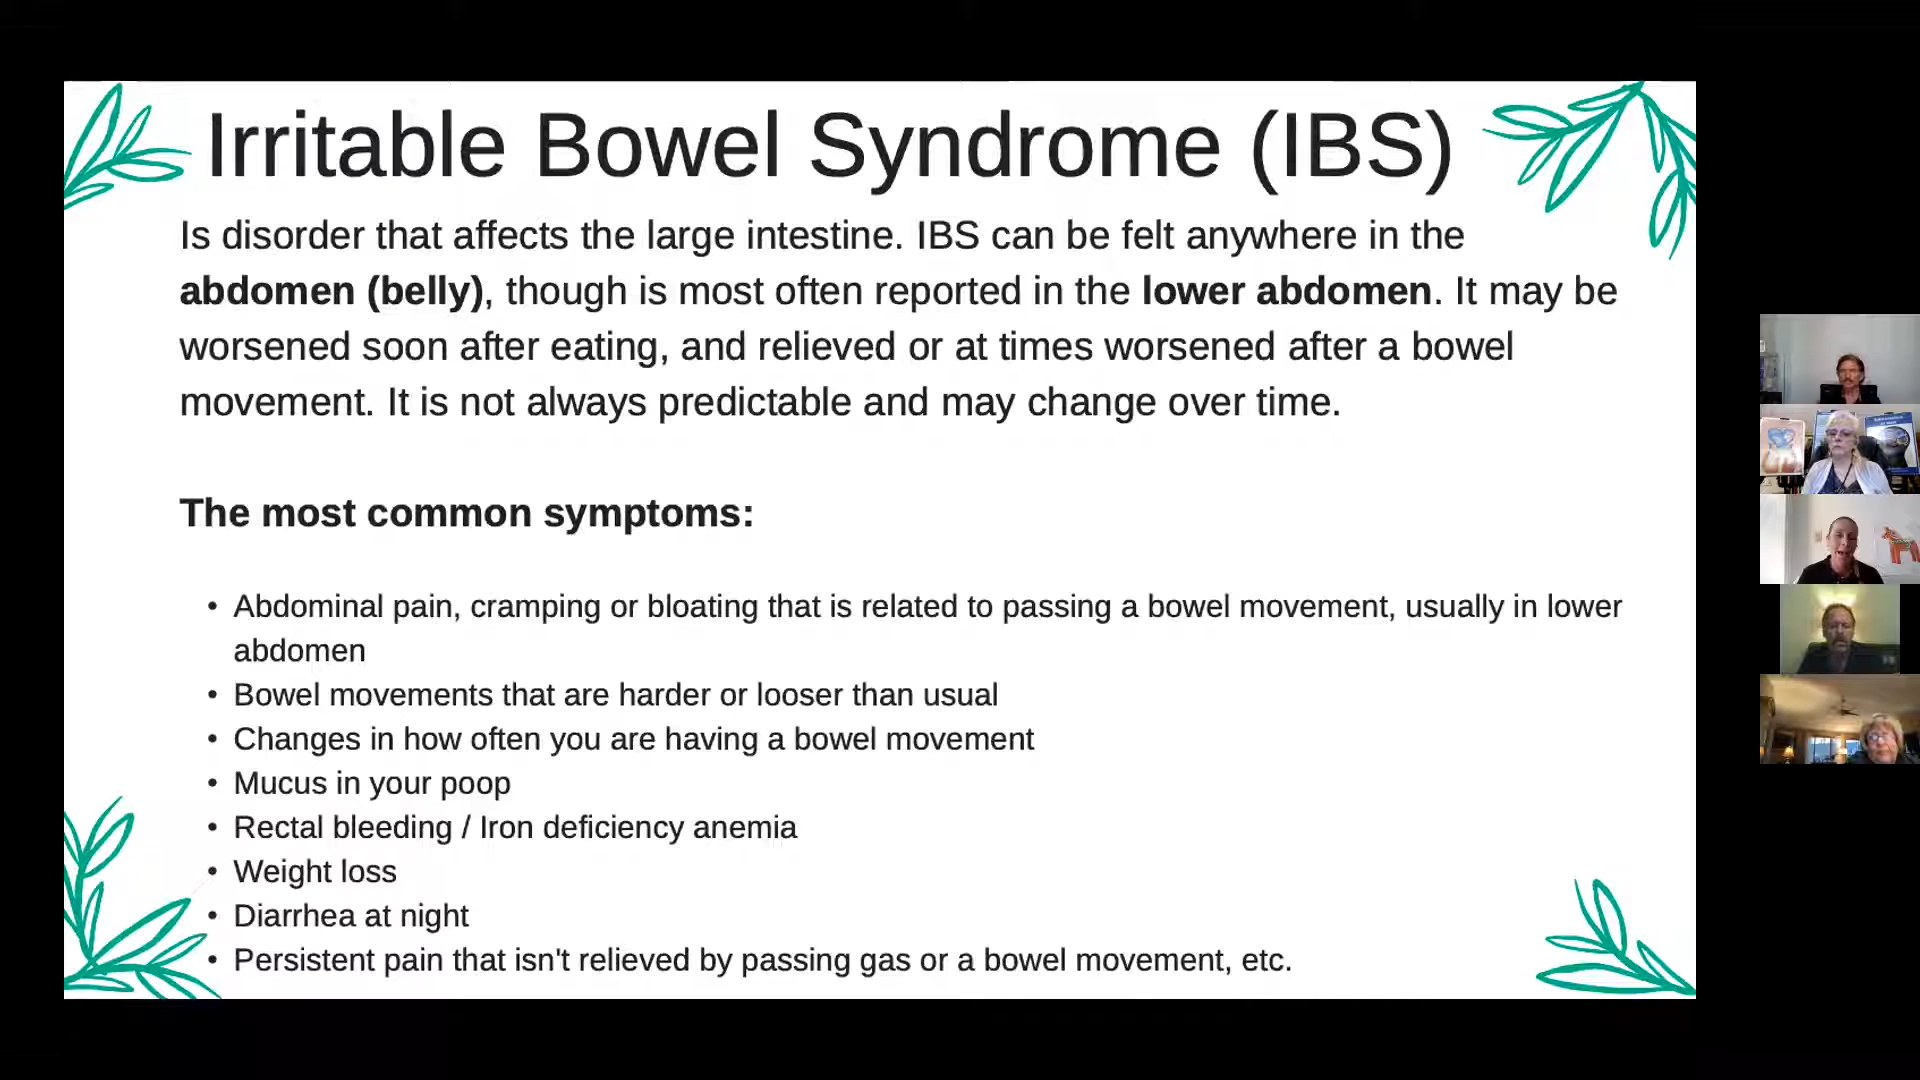 Irritable Bowel Syndrome (IBS)
Is disorder that affects the large intestine. IBS can be felt anywhere in the
abdomen (belly), though is most often reported in the lower abdomen. It may be
worsened soon after eating, and relieved or at times worsened after a bowel
movement. It is not always predictable and may change over time.
The most common symptoms:
• Abdominal pain, cramping or bloating that is related to passing a bowel movement, usually in lower
abdomen
• Bowel movements that are harder or looser than usual
• Changes in how often you are having a bowel movement
• Mucus in your poop
• Rectal bleeding / Iron deficiency anemia
• Weight loss
• Diarrhea at night
• Persistent pain that isn't relieved by passing gas or a bowel movement, etc.